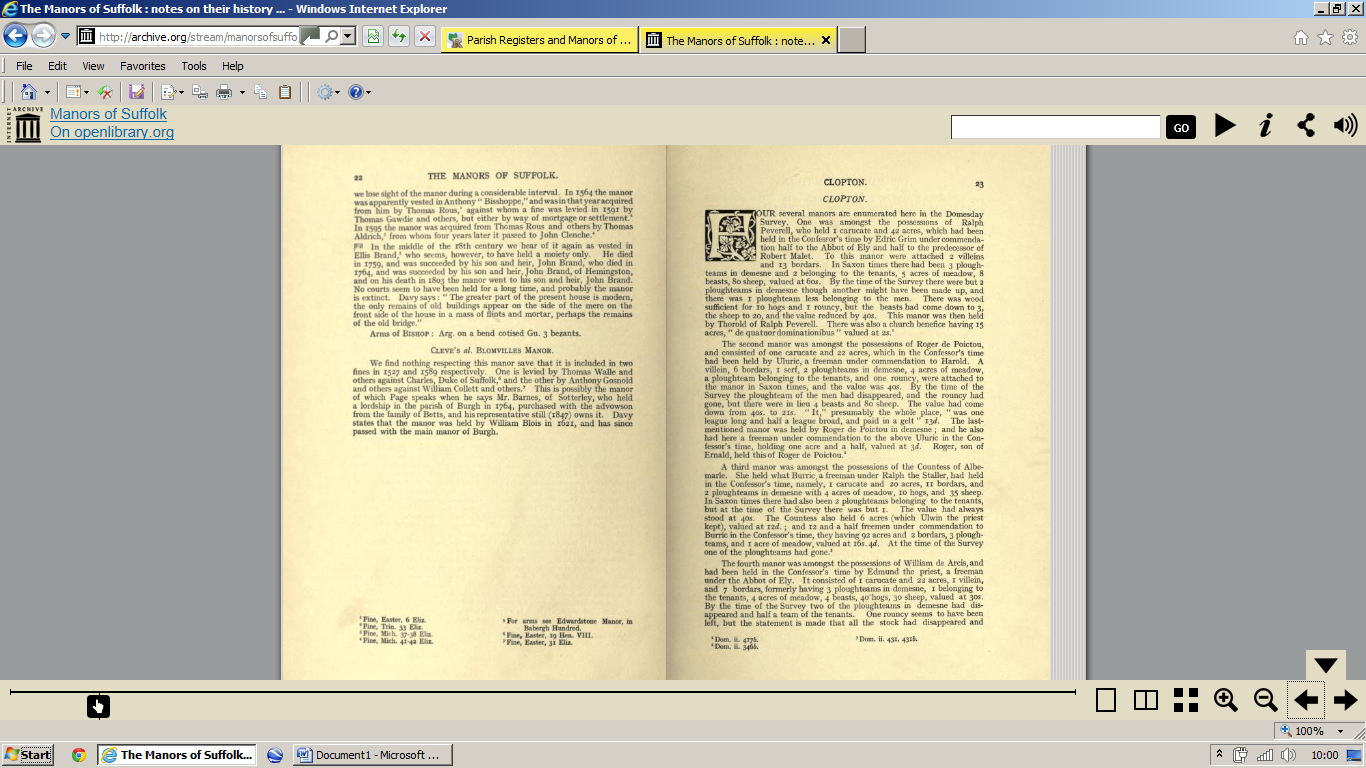 The Manors of Suffolk : notes on their history ... - Windows Internet Explorer
http://archive.org/stream/manorsofsuffo
Parish Registers and Manors of ...
The Manors of Suffolk : note...
File Edit View Favorites Tools Help
INTERNET ARCHIVE
Manors of Suffolk
On openlibrary.org
GO
22 THE MANORS OF SUFFOLK.
we lose sight of the manor during a considerable interval. In 1564 the manor
was apparently vested in Anthony " Bisshoppe," and was in that year acquired
from him by Thomas Rous,¹ against whom a fine was levied in 1591 by
Thomas Gawdie and others, but either by way of mortgage or settlement.²
In 1595 the manor was acquired from Thomas Rous and others by Thomas
Aldrich,³ from whom four years later it passed to John Clenche.⁴
In the middle of the 18th century we hear of it again as vested in
Ellis Brand,⁵ who seems, however, to have held a moiety only. He died
in 1759, and was succeeded by his son and heir, John Brand, who died in
1764, and was succeeded by his son and heir, John Brand, of Hemingston,
and on his death in 1803 the manor went to his son and heir, John Brand.
No courts seem to have been held for a long time, and probably the manor
is extinct. Davy says: " The greater part of the present house is modern,
the only remains of old buildings appear on the side of the mere on the
front side of the house in a mass of flints and mortar, perhaps the remains
of the old bridge."
Arms of BISHOP : Arg. on a bend cotised Gu. 3 bezants.
CLEVE'S al. BLOMVILLES MANOR.
We find nothing respecting this manor save that it is included in two
fines in 1527 and 1589 respectively. One is levied by Thomas Walle and
others against Charles, Duke of Suffolk,⁶ and the other by Anthony Gosnold
and others against William Collett and others.⁷ This is possibly the manor
of which Page speaks when he says Mr. Barnes, of Sotterley, who held
a lordship in the parish of Burgh in 1764, purchased with the advowson
from the family of Betts, and his representative still (1847) owns it. Davy
states that the manor was held by William Blois in 1621, and has since
passed with the main manor of Burgh.
¹ Fine, Easter, 6 Eliz.
² Fine, Trin. 33 Eliz.
³ Fine, Mich. 37-38 Eliz.
⁴ Fine, Mich. 41-42 Eliz.
⁵ For arms see Edwardstone Manor, in
Babergh Hundred.
⁶ Fine, Easter, 19 Hen. VIII.
⁷ Fine, Easter, 31 Eliz.
CLOPTON. 23
CLOPTON.
FOUR several manors are enumerated here in the Domesday
Survey. One was amongst the possessions of Ralph
Peverell, who held 1 carucate and 42 acres, which had been
held in the Confessor's time by Edric Grim under commenda-
tion half to the Abbot of Ely and half to the predecessor of
Robert Malet. To this manor were attached 2 villeins
and 13 bordars. In Saxon times there had been 3 plough-
teams in demesne and 2 belonging to the tenants, 5 acres of meadow, 8
beasts, 80 sheep, valued at 60s. By the time of the Survey there were but 2
ploughteams in demesne though another might have been made up, and
there was 1 ploughteam less belonging to the men. There was wood
sufficient for 10 hogs and 1 rouncy, but the beasts had come down to 3,
the sheep to 20, and the value reduced by 40s. This manor was then held
by Thorold of Ralph Peverell. There was also a church benefice having 15
acres, " de quatuor dominationibus " valued at 2s.¹
The second manor was amongst the possessions of Roger de Poictou,
and consisted of one carucate and 22 acres, which in the Confessor's time
had been held by Uluric, a freeman under commendation to Harold. A
villein, 6 bordars, 1 serf, 2 ploughteams in demesne, 4 acres of meadow,
a ploughteam belonging to the tenants, and one rouncy, were attached to
the manor in Saxon times, and the value was 40s. By the time of the
Survey the ploughteam of the men had disappeared, and the rouncy had
gone, but there were in lieu 4 beasts and 80 sheep. The value had come
down from 40s. to 21s. " It," presumably the whole place, " was one
league long and half a league broad, and paid in a gelt " 13d. The last-
mentioned manor was held by Roger de Poictou in demesne ; and he also
had here a freeman under commendation to the above Uluric in the Con-
fessor's time, holding one acre and a half, valued at 3d. Roger, son of
Ernald, held this of Roger de Poictou.²
A third manor was amongst the possessions of the Countess of Albe-
marle. She held what Burric, a freeman under Ralph the Staller, had held
in the Confessor's time, namely, 1 carucate and 20 acres, 11 bordars, and
2 ploughteams in demesne with 4 acres of meadow, 10 hogs, and 35 sheep.
In Saxon times there had also been 2 ploughteams belonging to the tenants,
but at the time of the Survey there was but 1. The value had always
stood at 40s. The Countess also held 6 acres (which Ulwin the priest
kept), valued at 12d. ; and 12 and a half freemen under commendation to
Burric in the Confessor's time, they having 92 acres and 2 bordars, 3 plough-
teams, and 1 acre of meadow, valued at 16s. 4d. At the time of the Survey
one of the ploughteams had gone.³
The fourth manor was amongst the possessions of William de Arcis, and
had been held in the Confessor's time by Edmund the priest, a freeman
under the Abbot of Ely. It consisted of 1 carucate and 22 acres, 1 villein,
and 7 bordars, formerly having 3 ploughteams in demesne, 1 belonging to
the tenants, 4 acres of meadow, 4 beasts, 40 hogs, 30 sheep, valued at 30s.
By the time of the Survey two of the ploughteams in demesne had dis-
appeared and half a team of the tenants. One rouncy seems to have been
left, but the statement is made that all the stock had disappeared and
¹ Dom. ii. 417b.
² Dom. ii. 346b.
³ Dom. ii. 431, 431b.
100%
Start
The Manors of Suffolk...
Document1 - Microsoft ...
10:00